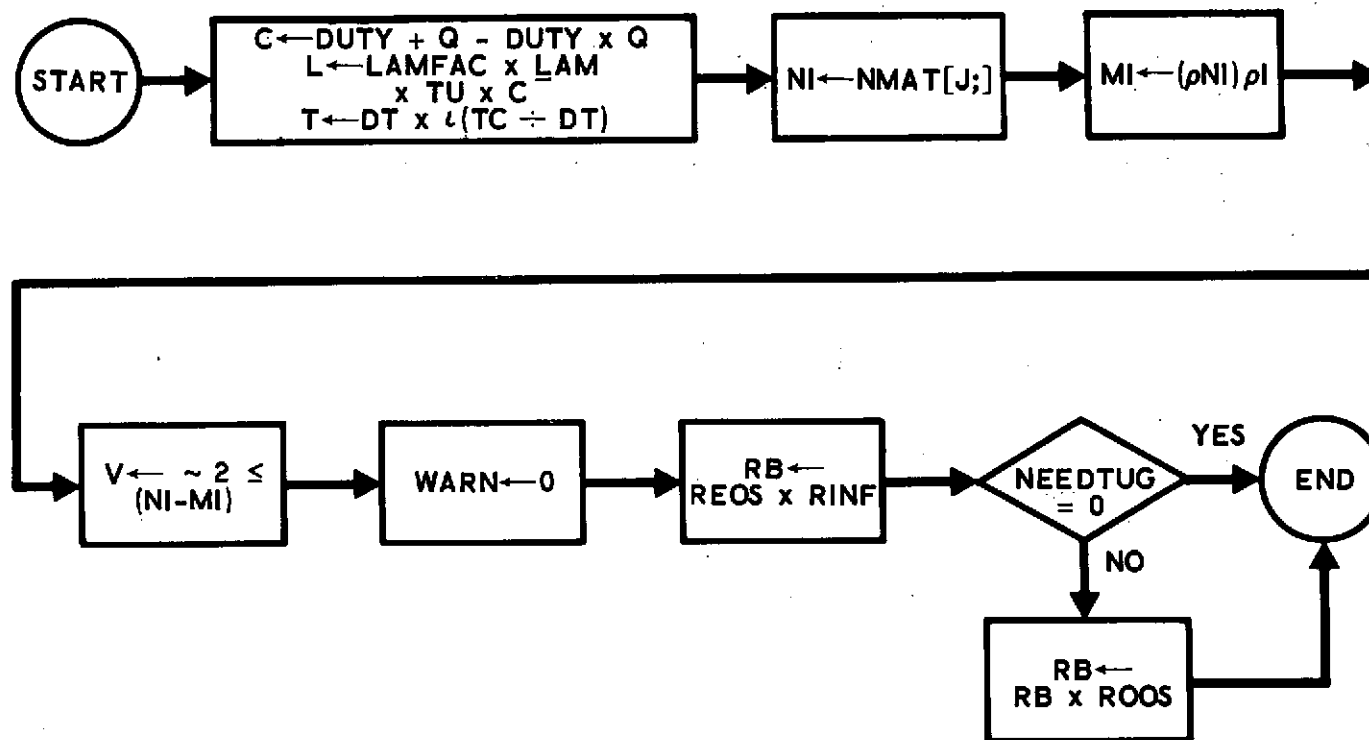 START
C←DUTY + Q - DUTY x Q
L←LAMFAC x L̲AM
x TU x C
T←DT x ⍳(TC ÷ DT)
NI←NMAT[J;]
MI←(ρNI)ρI
V← ~ 2 ≤
(NI-MI)
WARN←0
RB←
REOS x RINF
NEEDTUG
= 0
YES
END
NO
RB←
RB x ROOS